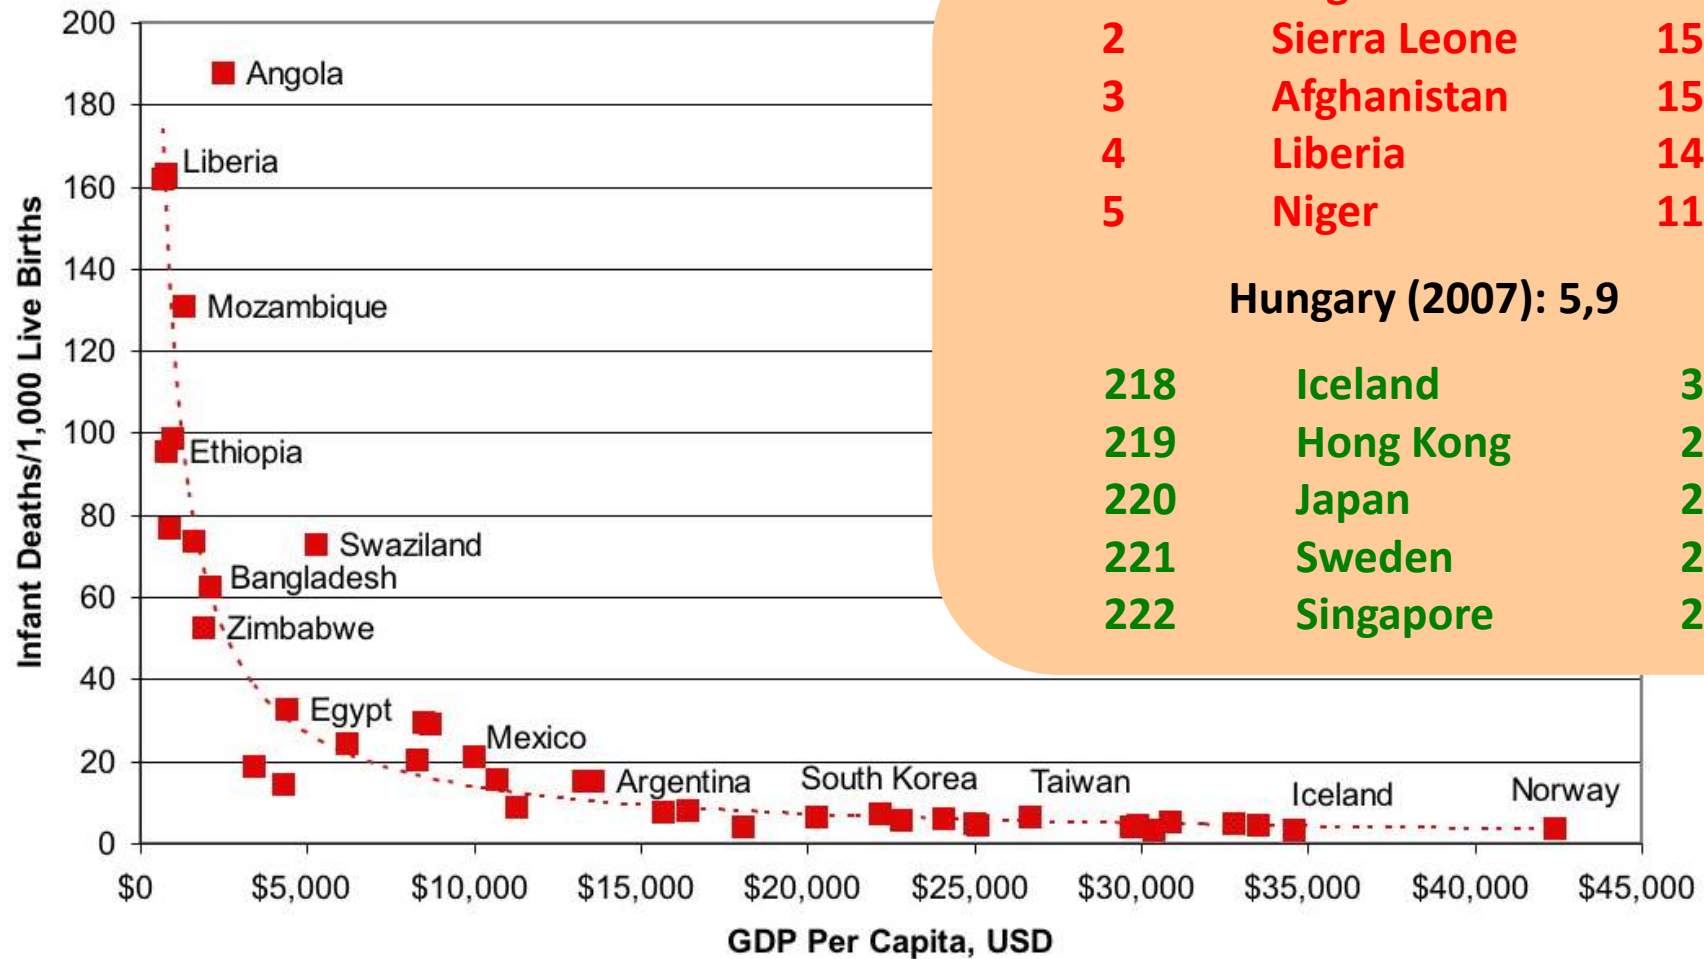 200
180
160
140
120
100
80
60
40
20
0
Infant Deaths/1,000 Live Births
Angola
Liberia
Mozambique
Ethiopia
Swaziland
Bangladesh
Zimbabwe
Egypt
Mexico
Argentina
South Korea
Taiwan
Iceland
Norway
$0 $5,000 $10,000 $15,000 $20,000 $25,000 $30,000 $35,000 $40,000 $45,000
GDP Per Capita, USD
2 Sierra Leone 15
3 Afghanistan 15
4 Liberia 14
5 Niger 11
Hungary (2007): 5,9
218 Iceland 3
219 Hong Kong 2
220 Japan 2
221 Sweden 2
222 Singapore 2